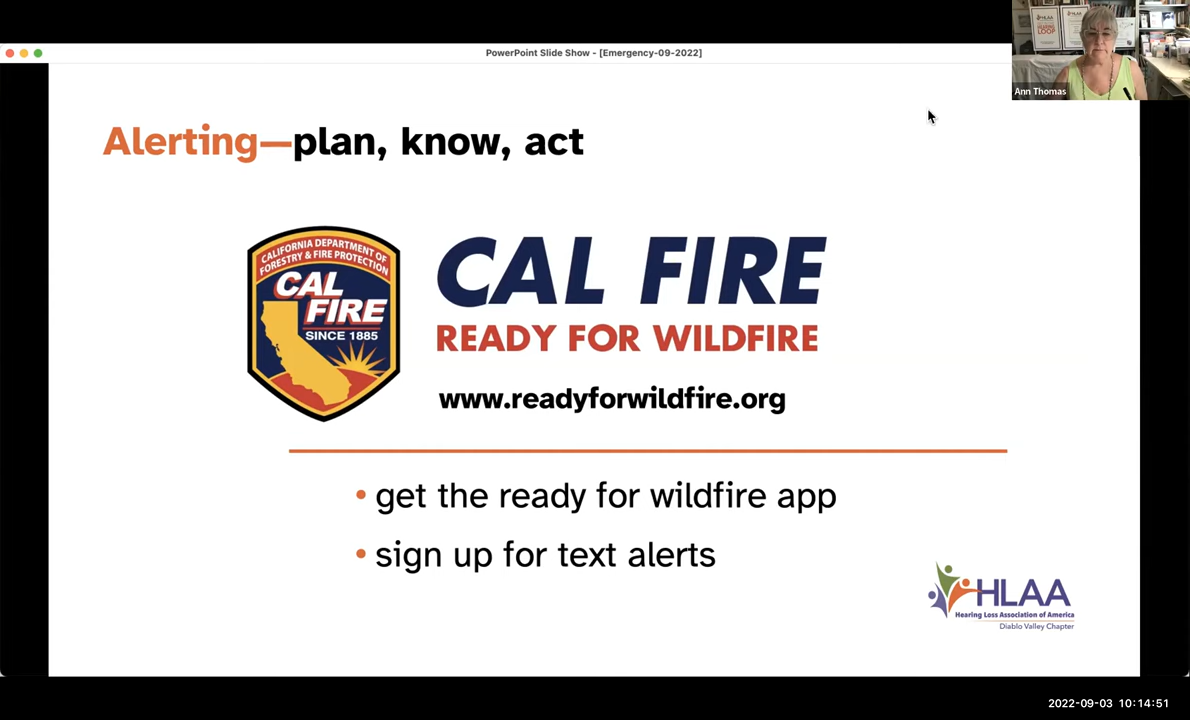 PowerPoint Slide Show - [Emergency-09-2022]
Ann Thomas
Alerting—plan, know, act
CALIFORNIA DEPARTMENT OF
FORESTRY & FIRE PROTECTION
CAL
FIRE
SINCE 1885
CAL FIRE
READY FOR WILDFIRE
www.readyforwildfire.org
• get the ready for wildfire app
• sign up for text alerts
HLAA
Hearing Loss Association of America
Diablo Valley Chapter
2022-09-03 10:14:51